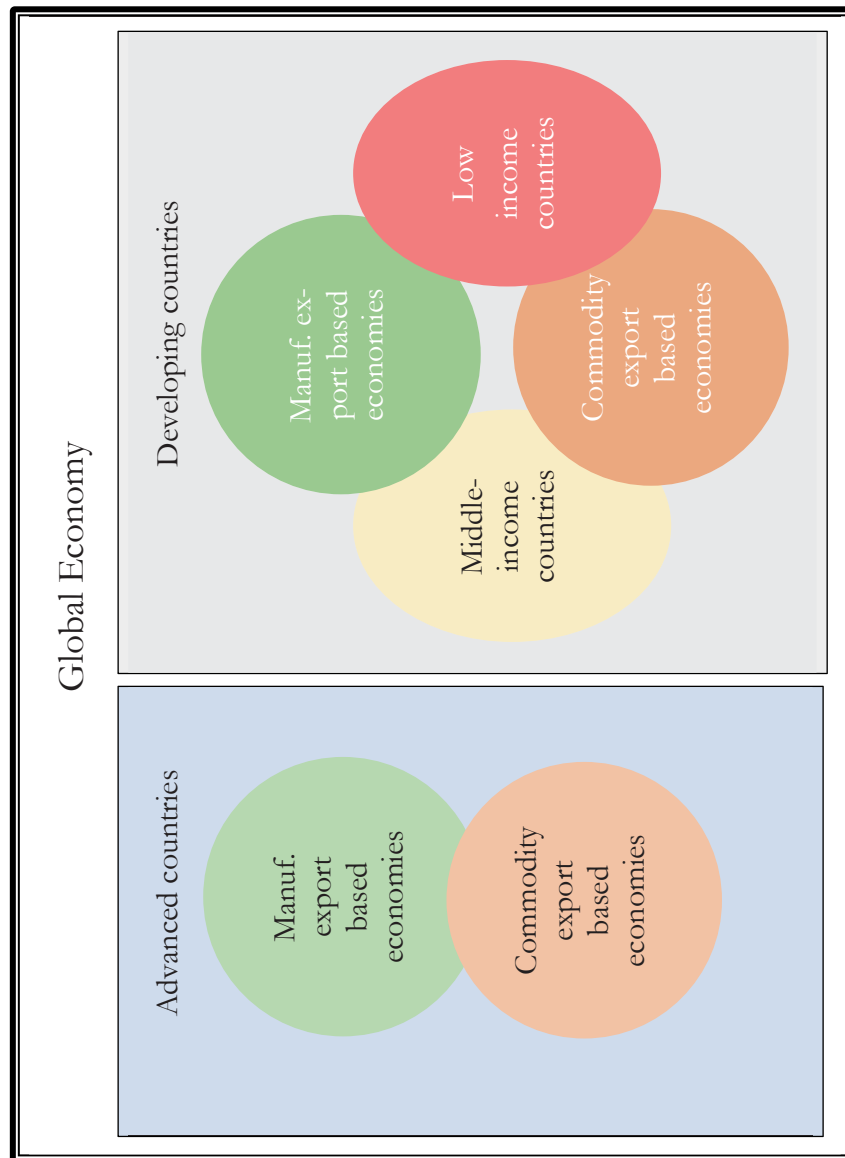 Global Economy
Advanced countries
Manuf.
export
based
economies
Commodity
export
based
economies
Developing countries
Manuf. ex-
port based
economies
Middle-
income
countries
Low
income
countries
Commodity
export
based
economies